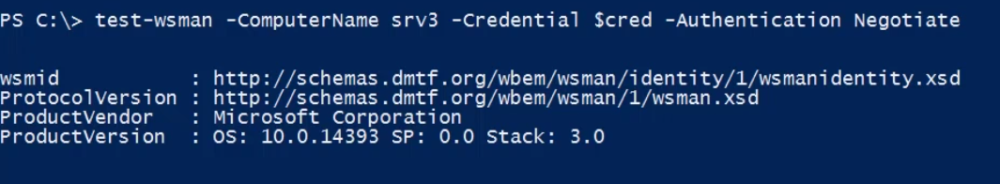 PS C:\> test-wsman -ComputerName srv3 -Credential $cred -Authentication Negotiate
wsmid           : http://schemas.dmtf.org/wbem/wsman/identity/1/wsmanidentity.xsd
ProtocolVersion : http://schemas.dmtf.org/wbem/wsman/1/wsman.xsd
ProductVendor   : Microsoft Corporation
ProductVersion  : OS: 10.0.14393 SP: 0.0 Stack: 3.0